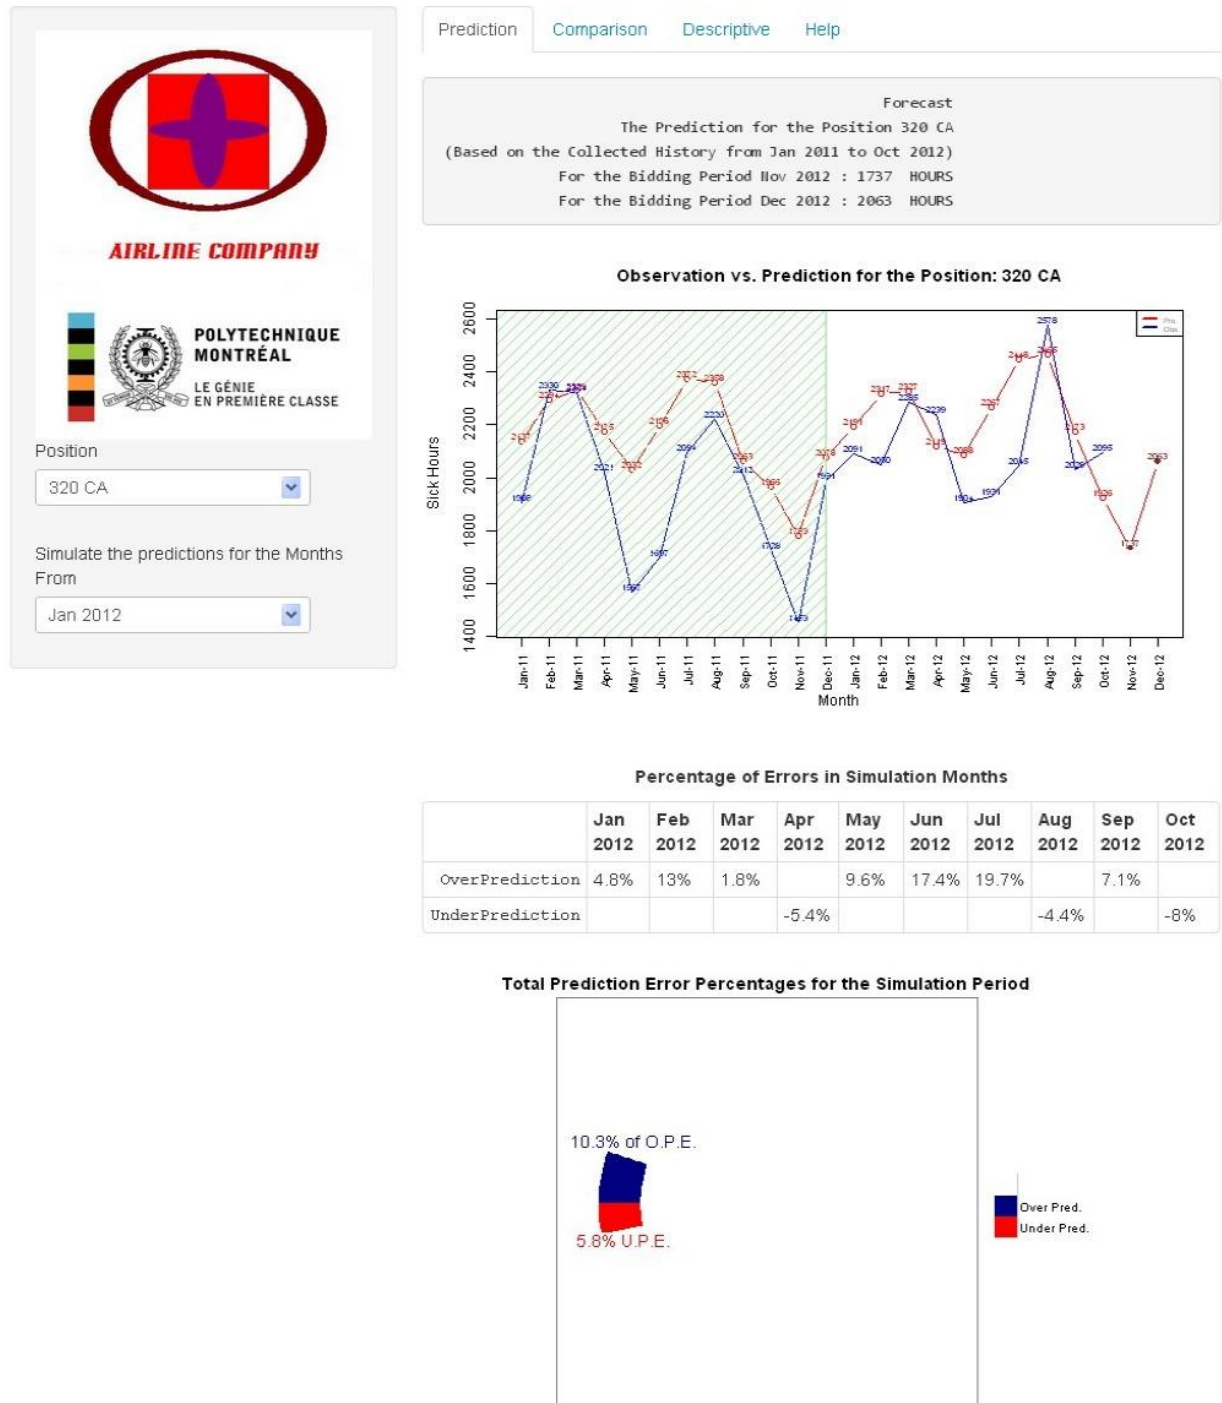 AIRLINE COMPANY
POLYTECHNIQUE
MONTRÉAL
LE GÉNIE
EN PREMIÈRE CLASSE
Position
320 CA
Simulate the predictions for the Months
From
Jan 2012
Prediction Comparison Descriptive Help
Forecast
The Prediction for the Position 320 CA
(Based on the Collected History from Jan 2011 to Oct 2012)
For the Bidding Period Nov 2012 : 1737 HOURS
For the Bidding Period Dec 2012 : 2063 HOURS
Observation vs. Prediction for the Position: 320 CA
Sick Hours
2600
2400
2200
2000
1800
1600
1400
Pre.
Obs.
2578
2091
2285
2239
2095
2063
Jan-11 Feb-11 Mar-11 Apr-11 May-11 Jun-11 Jul-11 Aug-11 Sep-11 Oct-11 Nov-11 Dec-11 Jan-12 Feb-12 Mar-12 Apr-12 May-12 Jun-12 Jul-12 Aug-12 Sep-12 Oct-12 Nov-12 Dec-12
Month
Percentage of Errors in Simulation Months
Jan 2012 Feb 2012 Mar 2012 Apr 2012 May 2012 Jun 2012 Jul 2012 Aug 2012 Sep 2012 Oct 2012
OverPrediction 4.8% 13% 1.8% 9.6% 17.4% 19.7% 7.1%
UnderPrediction -5.4% -4.4% -8%
Total Prediction Error Percentages for the Simulation Period
10.3% of O.P.E.
5.8% U.P.E.
Over Pred.
Under Pred.